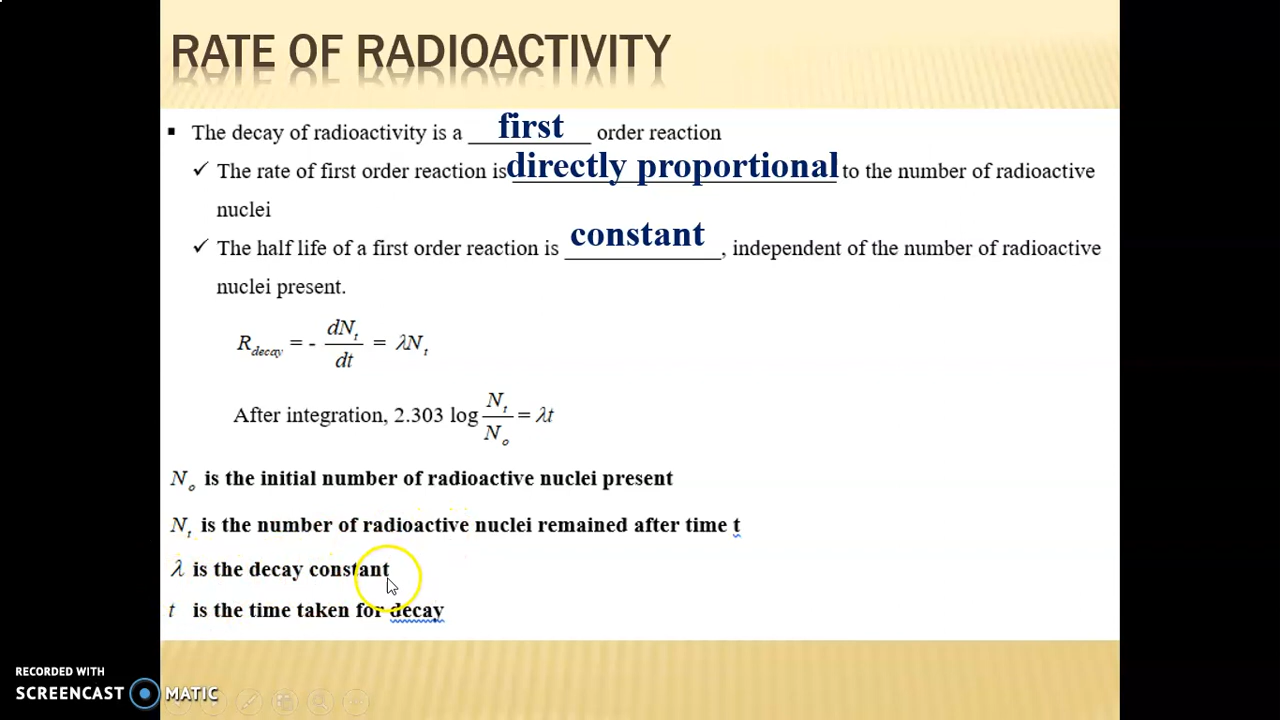 RATE OF RADIOACTIVITY
▪ The decay of radioactivity is a first order reaction
✓ The rate of first order reaction is directly proportional to the number of radioactive
nuclei
✓ The half life of a first order reaction is constant, independent of the number of radioactive
nuclei present.
R_decay = - dN_t/dt = λN_t
After integration, 2.303 log N_t/N_o = λt
N_o is the initial number of radioactive nuclei present
N_t is the number of radioactive nuclei remained after time t
λ is the decay constant
t is the time taken for decay
RECORDED WITH
SCREENCAST MATIC